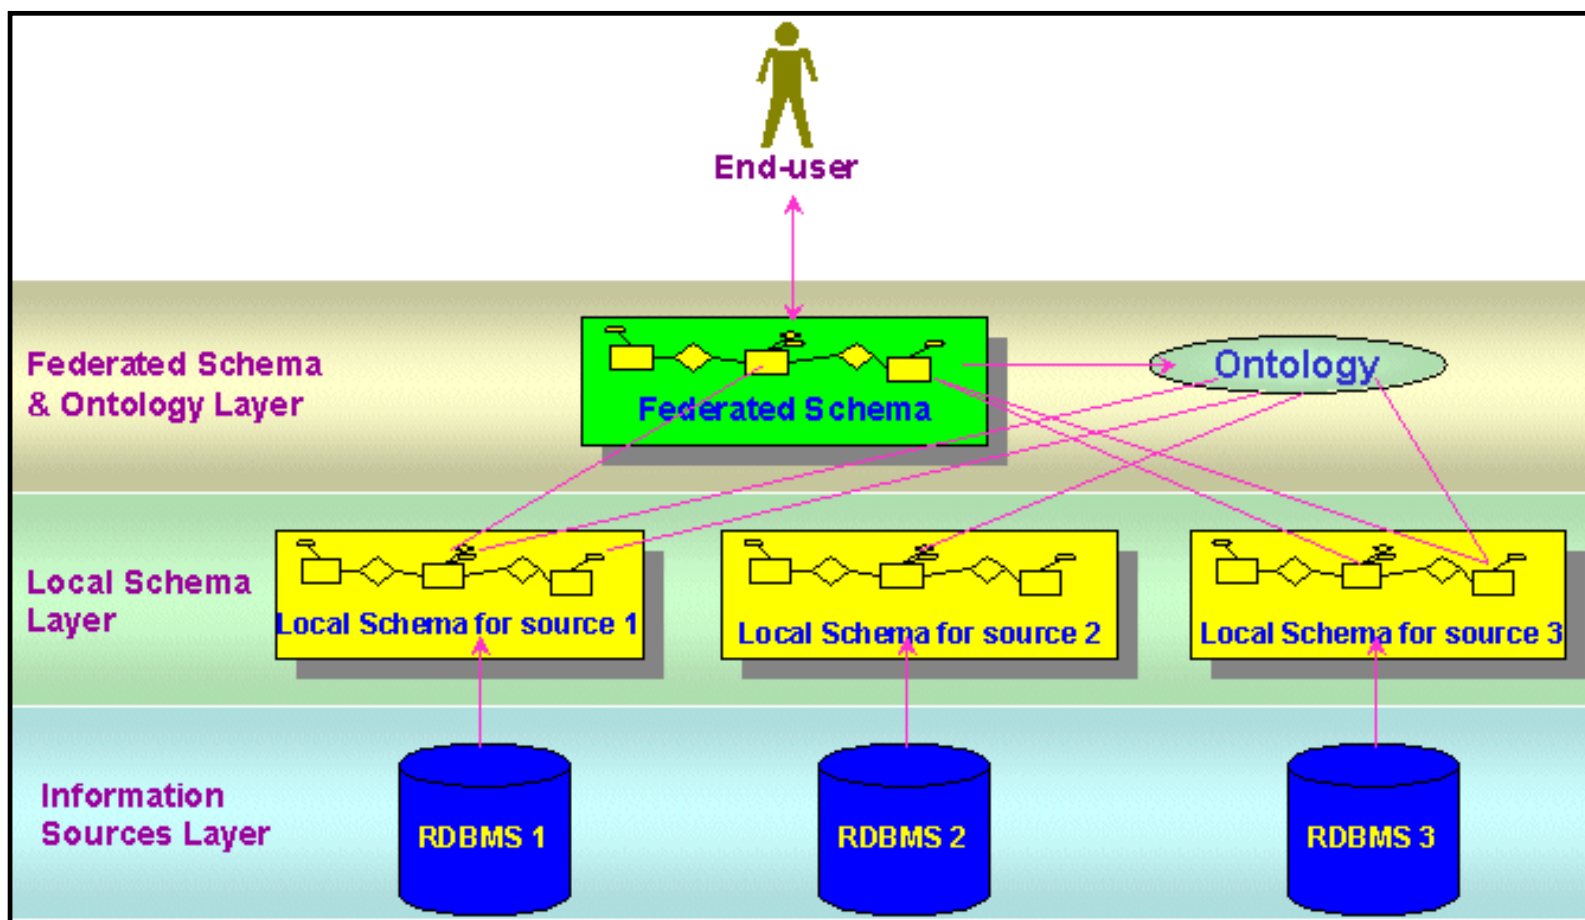 End-user
Federated Schema
& Ontology Layer
Federated Schema
Ontology
Local Schema
Layer
Local Schema for source 1
Local Schema for source 2
Local Schema for source 3
Information
Sources Layer
RDBMS 1
RDBMS 2
RDBMS 3